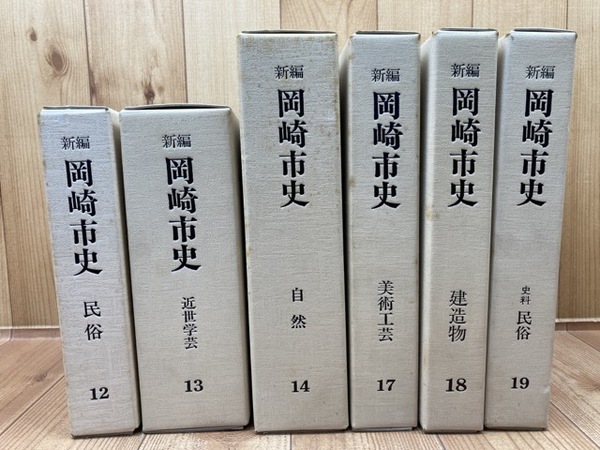 新編
岡崎市史
民俗
12
新編
岡崎市史
近世学芸
13
新編
岡崎市史
自然
14
新編
岡崎市史
美術工芸
17
新編
岡崎市史
建造物
18
新編
岡崎市史
史料 民俗
19